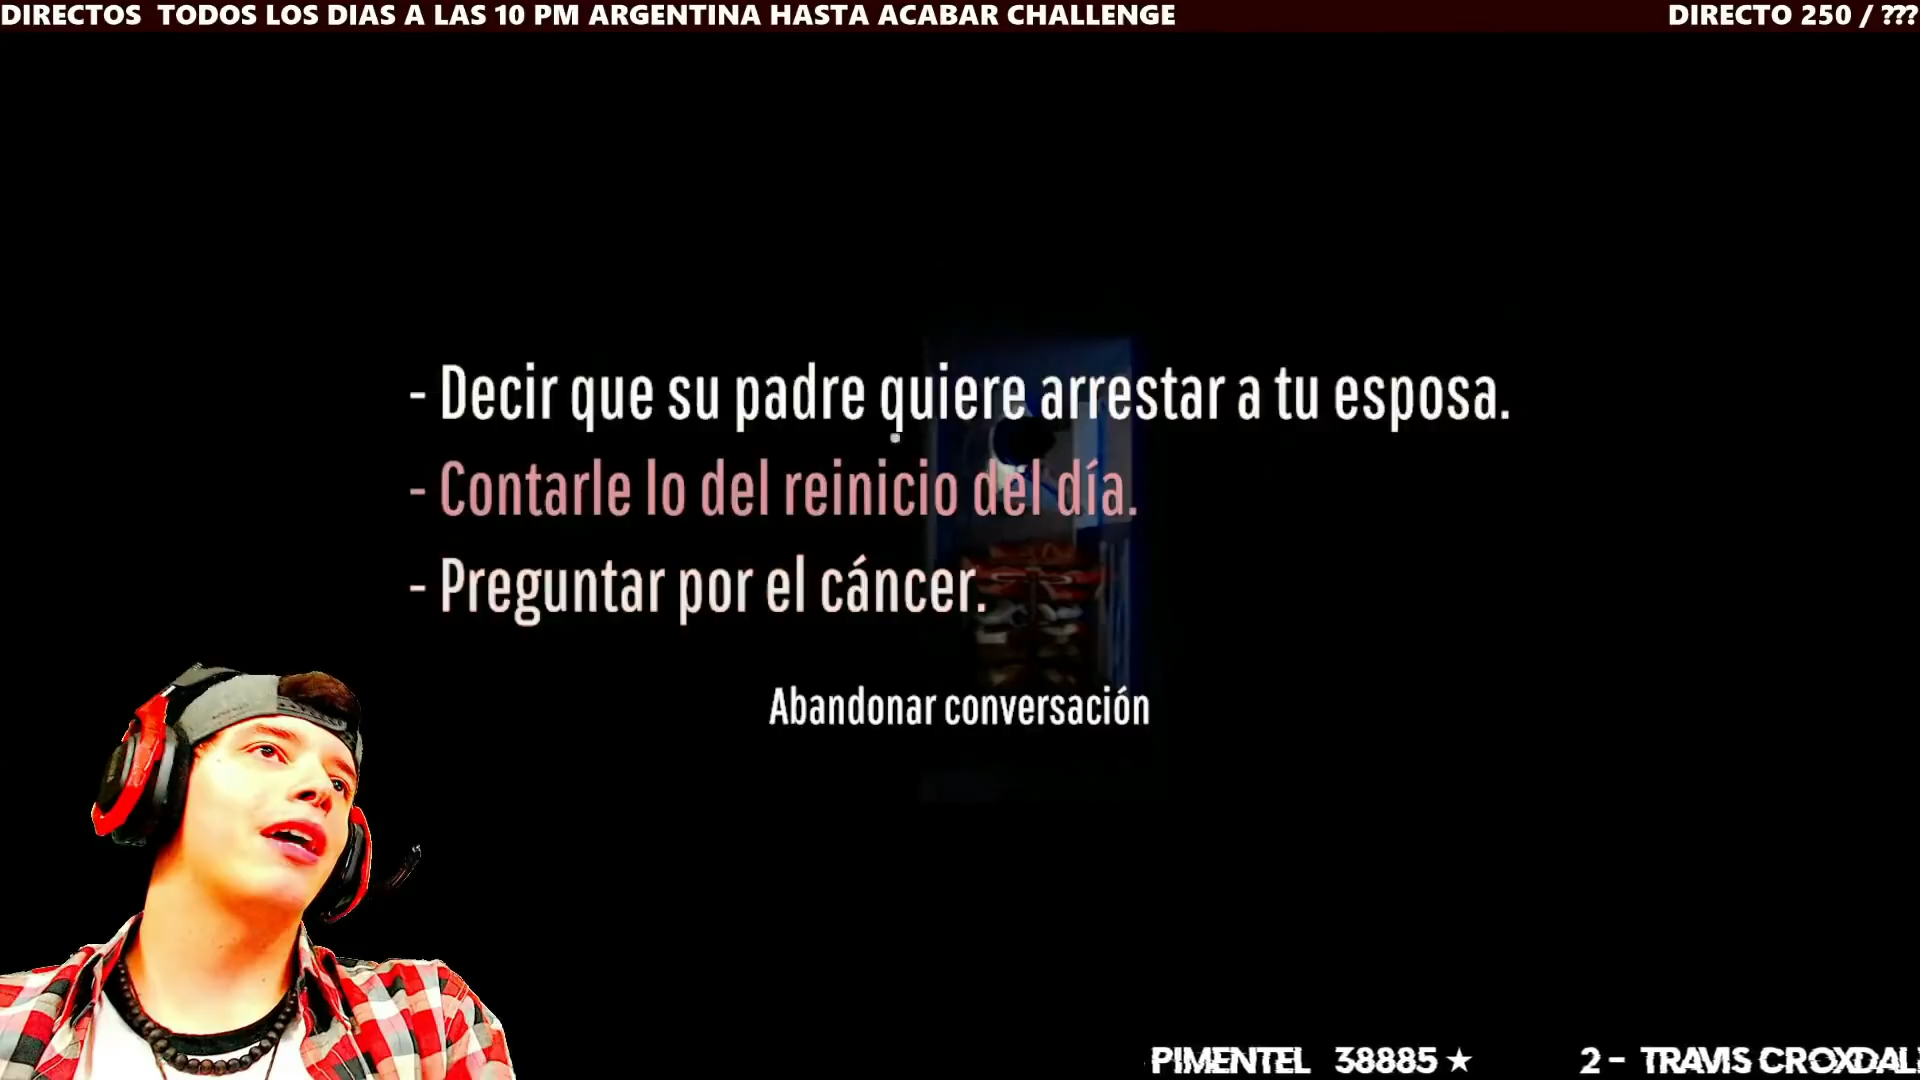 DIRECTOS TODOS LOS DIAS A LAS 10 PM ARGENTINA HASTA ACABAR CHALLENGE
DIRECTO 250 / ???
- Decir que su padre quiere arrestar a tu esposa.
- Contarle lo del reinicio del día.
- Preguntar por el cáncer.
Abandonar conversación
PIMENTEL 38885 ★ 2 - TRAVIS